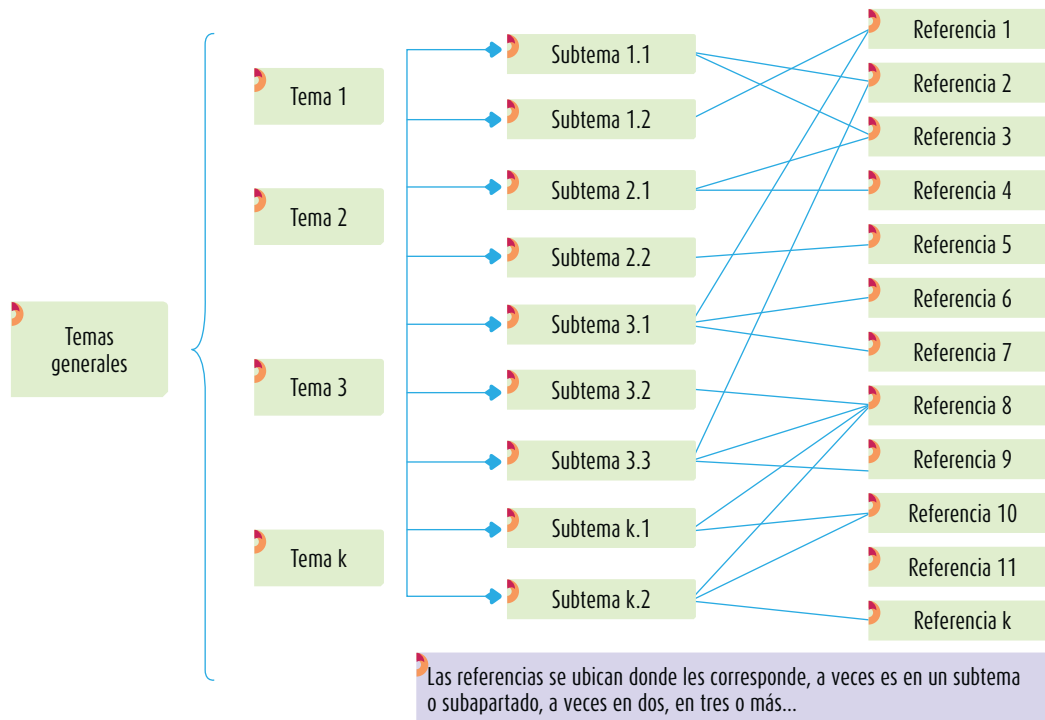 Temas
generales
Tema 1
Tema 2
Tema 3
Tema k
Subtema 1.1
Subtema 1.2
Subtema 2.1
Subtema 2.2
Subtema 3.1
Subtema 3.2
Subtema 3.3
Subtema k.1
Subtema k.2
Referencia 1
Referencia 2
Referencia 3
Referencia 4
Referencia 5
Referencia 6
Referencia 7
Referencia 8
Referencia 9
Referencia 10
Referencia 11
Referencia k
Las referencias se ubican donde les corresponde, a veces es en un subtema
o subapartado, a veces en dos, en tres o más...